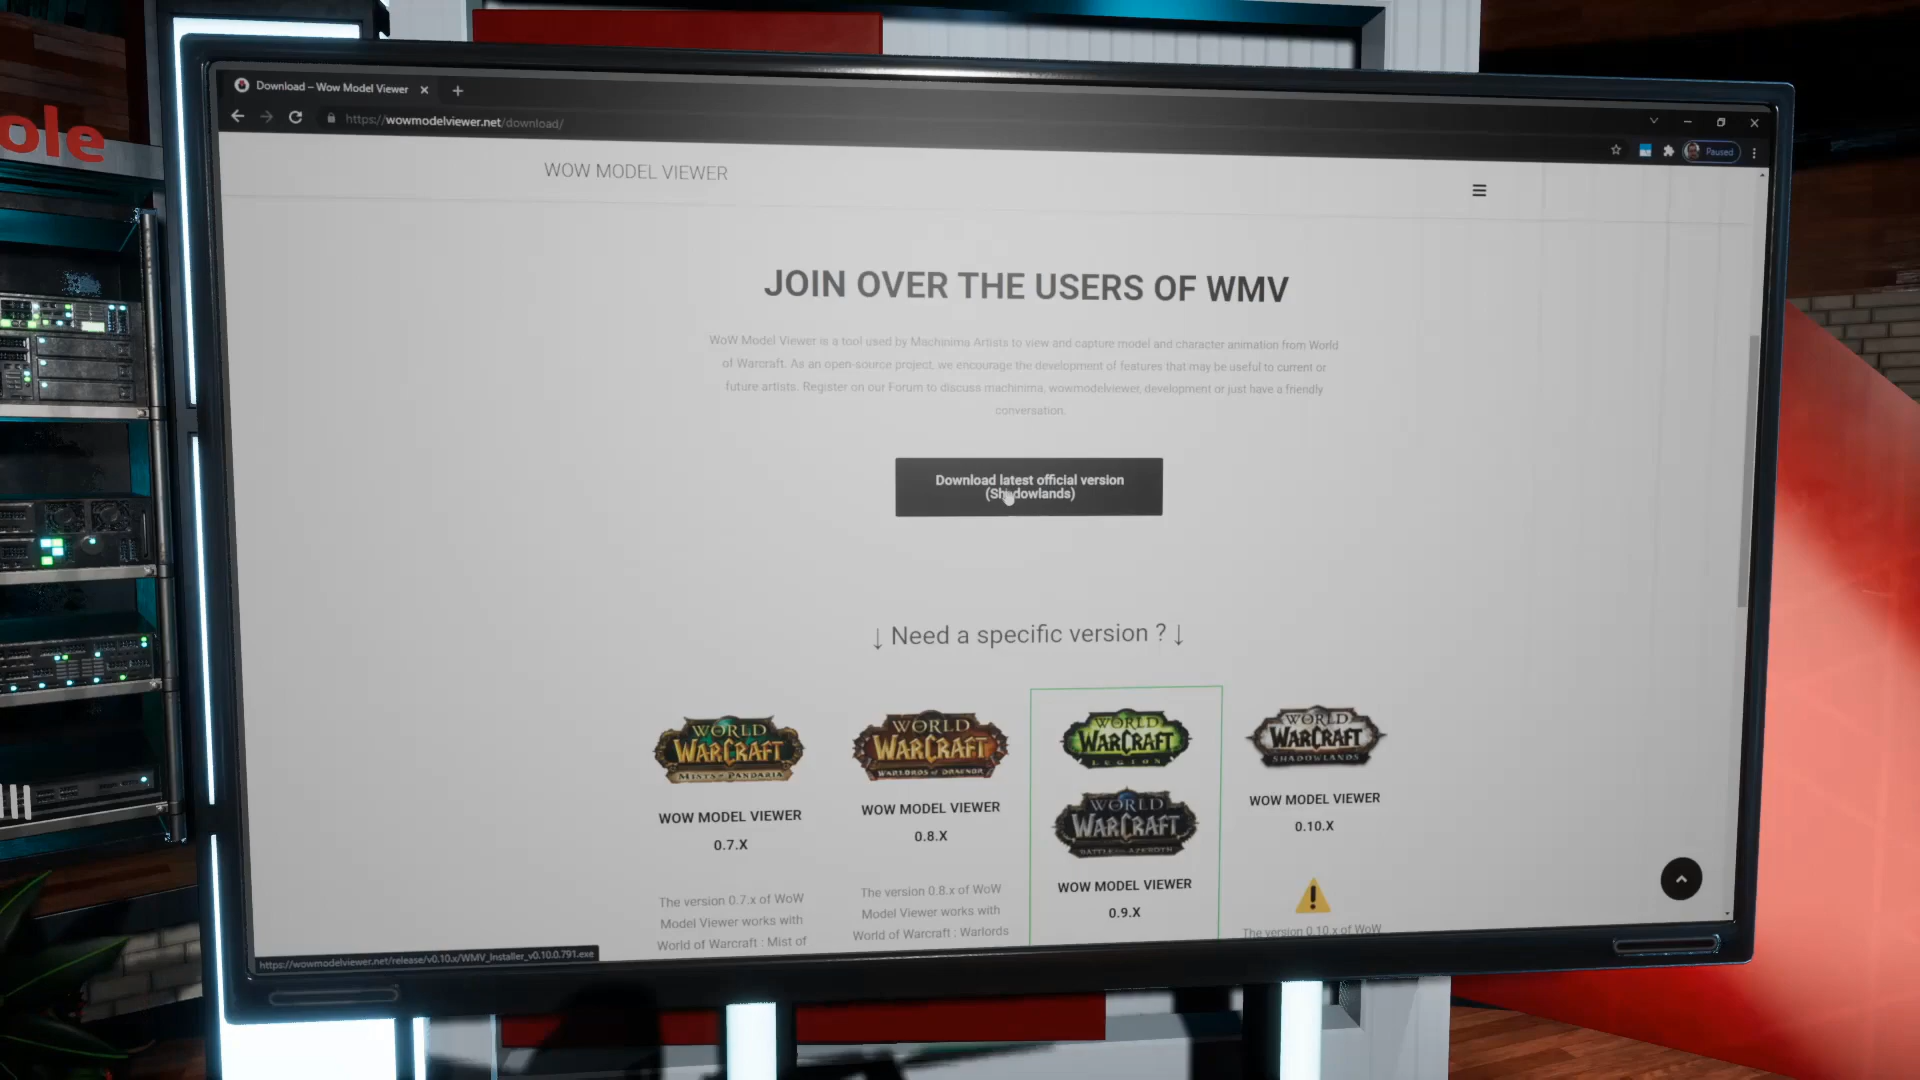 ole
Download – Wow Model Viewer
https://wowmodelviewer.net/download/
Paused
WOW MODEL VIEWER
JOIN OVER THE USERS OF WMV
WoW Model Viewer is a tool used by Machinima Artists to view and capture model and character animation from World
of Warcraft. As an open-source project, we encourage the development of features that may be useful to current or
future artists. Register on our Forum to discuss machinima, wowmodelviewer, development or just have a friendly
conversation.
Download latest official version
(Shadowlands)
↓ Need a specific version ? ↓
WORLD
WARCRAFT
MISTS of PANDARIA
WOW MODEL VIEWER
0.7.X
The version 0.7.x of WoW
Model Viewer works with
World of Warcraft : Mist of
WORLD
WARCRAFT
WARLORDS of DRAENOR
WOW MODEL VIEWER
0.8.X
The version 0.8.x of WoW
Model Viewer works with
World of Warcraft : Warlords
WORLD
WARCRAFT
LEGION
WORLD
WARCRAFT
BATTLE for AZEROTH
WOW MODEL VIEWER
0.9.X
WORLD
WARCRAFT
SHADOWLANDS
WOW MODEL VIEWER
0.10.X
The version 0.10.x of WoW
https://wowmodelviewer.net/release/v0.10.x/WMV_Installer_v0.10.0.791.exe